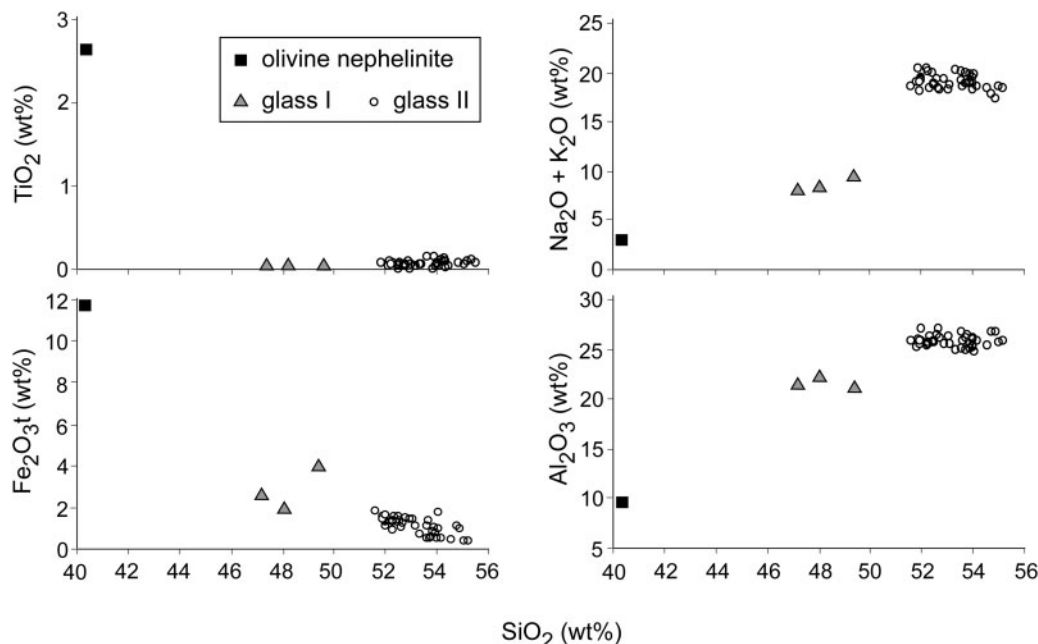 TiO2 (wt%)
3
2
1
0
olivine nephelinite
glass I
glass II
Na2O + K2O (wt%)
25
20
15
10
5
0
Fe2O3t (wt%)
12
10
8
6
4
2
0
40 42 44 46 48 50 52 54 56
Al2O3 (wt%)
30
25
20
15
10
5
40 42 44 46 48 50 52 54 56
SiO2 (wt%)